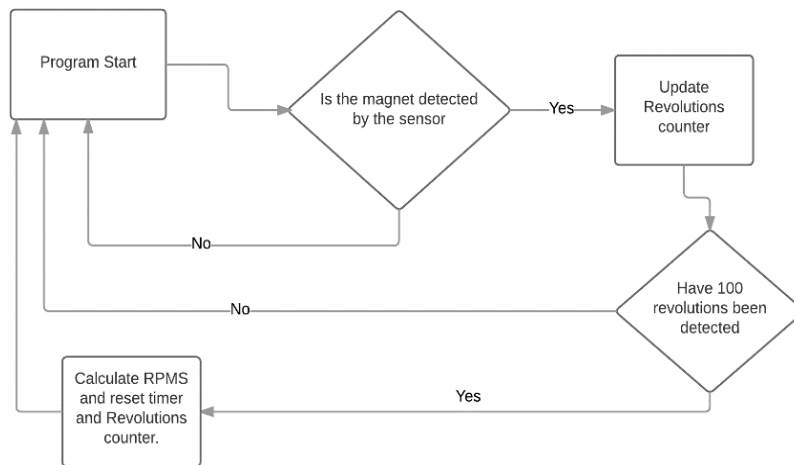 Program Start
Is the magnet detected
by the sensor
Yes
Update
Revolutions
counter
No
Have 100
revolutions been
detected
No
Calculate RPMS
and reset timer
and Revolutions
counter.
Yes